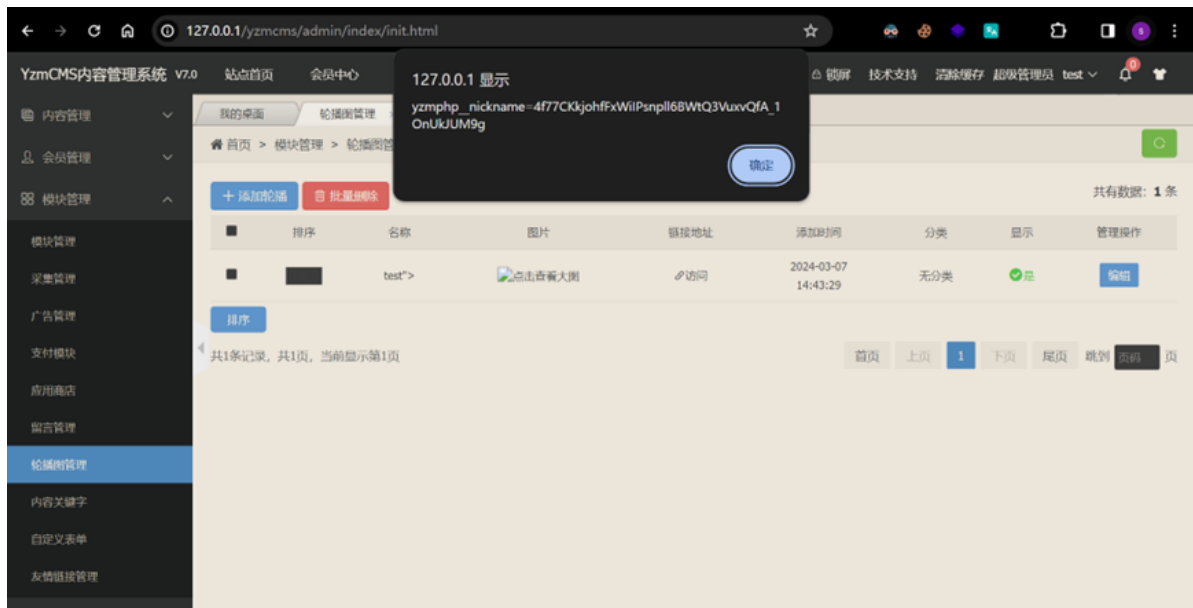 127.0.0.1/yzmcms/admin/index/init.html
YzmCMS内容管理系统 V7.0 站点首页 会员中心 锁屏 技术支持 清除缓存 超级管理员 test 0
127.0.0.1 显示
yzmphp__nickname=4f77CKkjohfFxWiIPsnpll6BWtQ3VuxvQfA_1
OnUkJUM9g
确定
内容管理
会员管理
模块管理
模块管理
采集管理
广告管理
支付模块
应用商店
留言管理
轮播图管理
内容关键字
自定义表单
友情链接管理
我的桌面 轮播图管理
首页 > 模块管理 > 轮播图管
添加轮播 批量删除 共有数据: 1 条
排序 名称 图片 链接地址 添加时间 分类 显示 管理操作
test"> 点击查看大图 访问 2024-03-07
14:43:29 无分类 是 编辑
排序
共1条记录, 共1页, 当前显示第1页 首页 上页 1 下页 尾页 跳到 页码 页